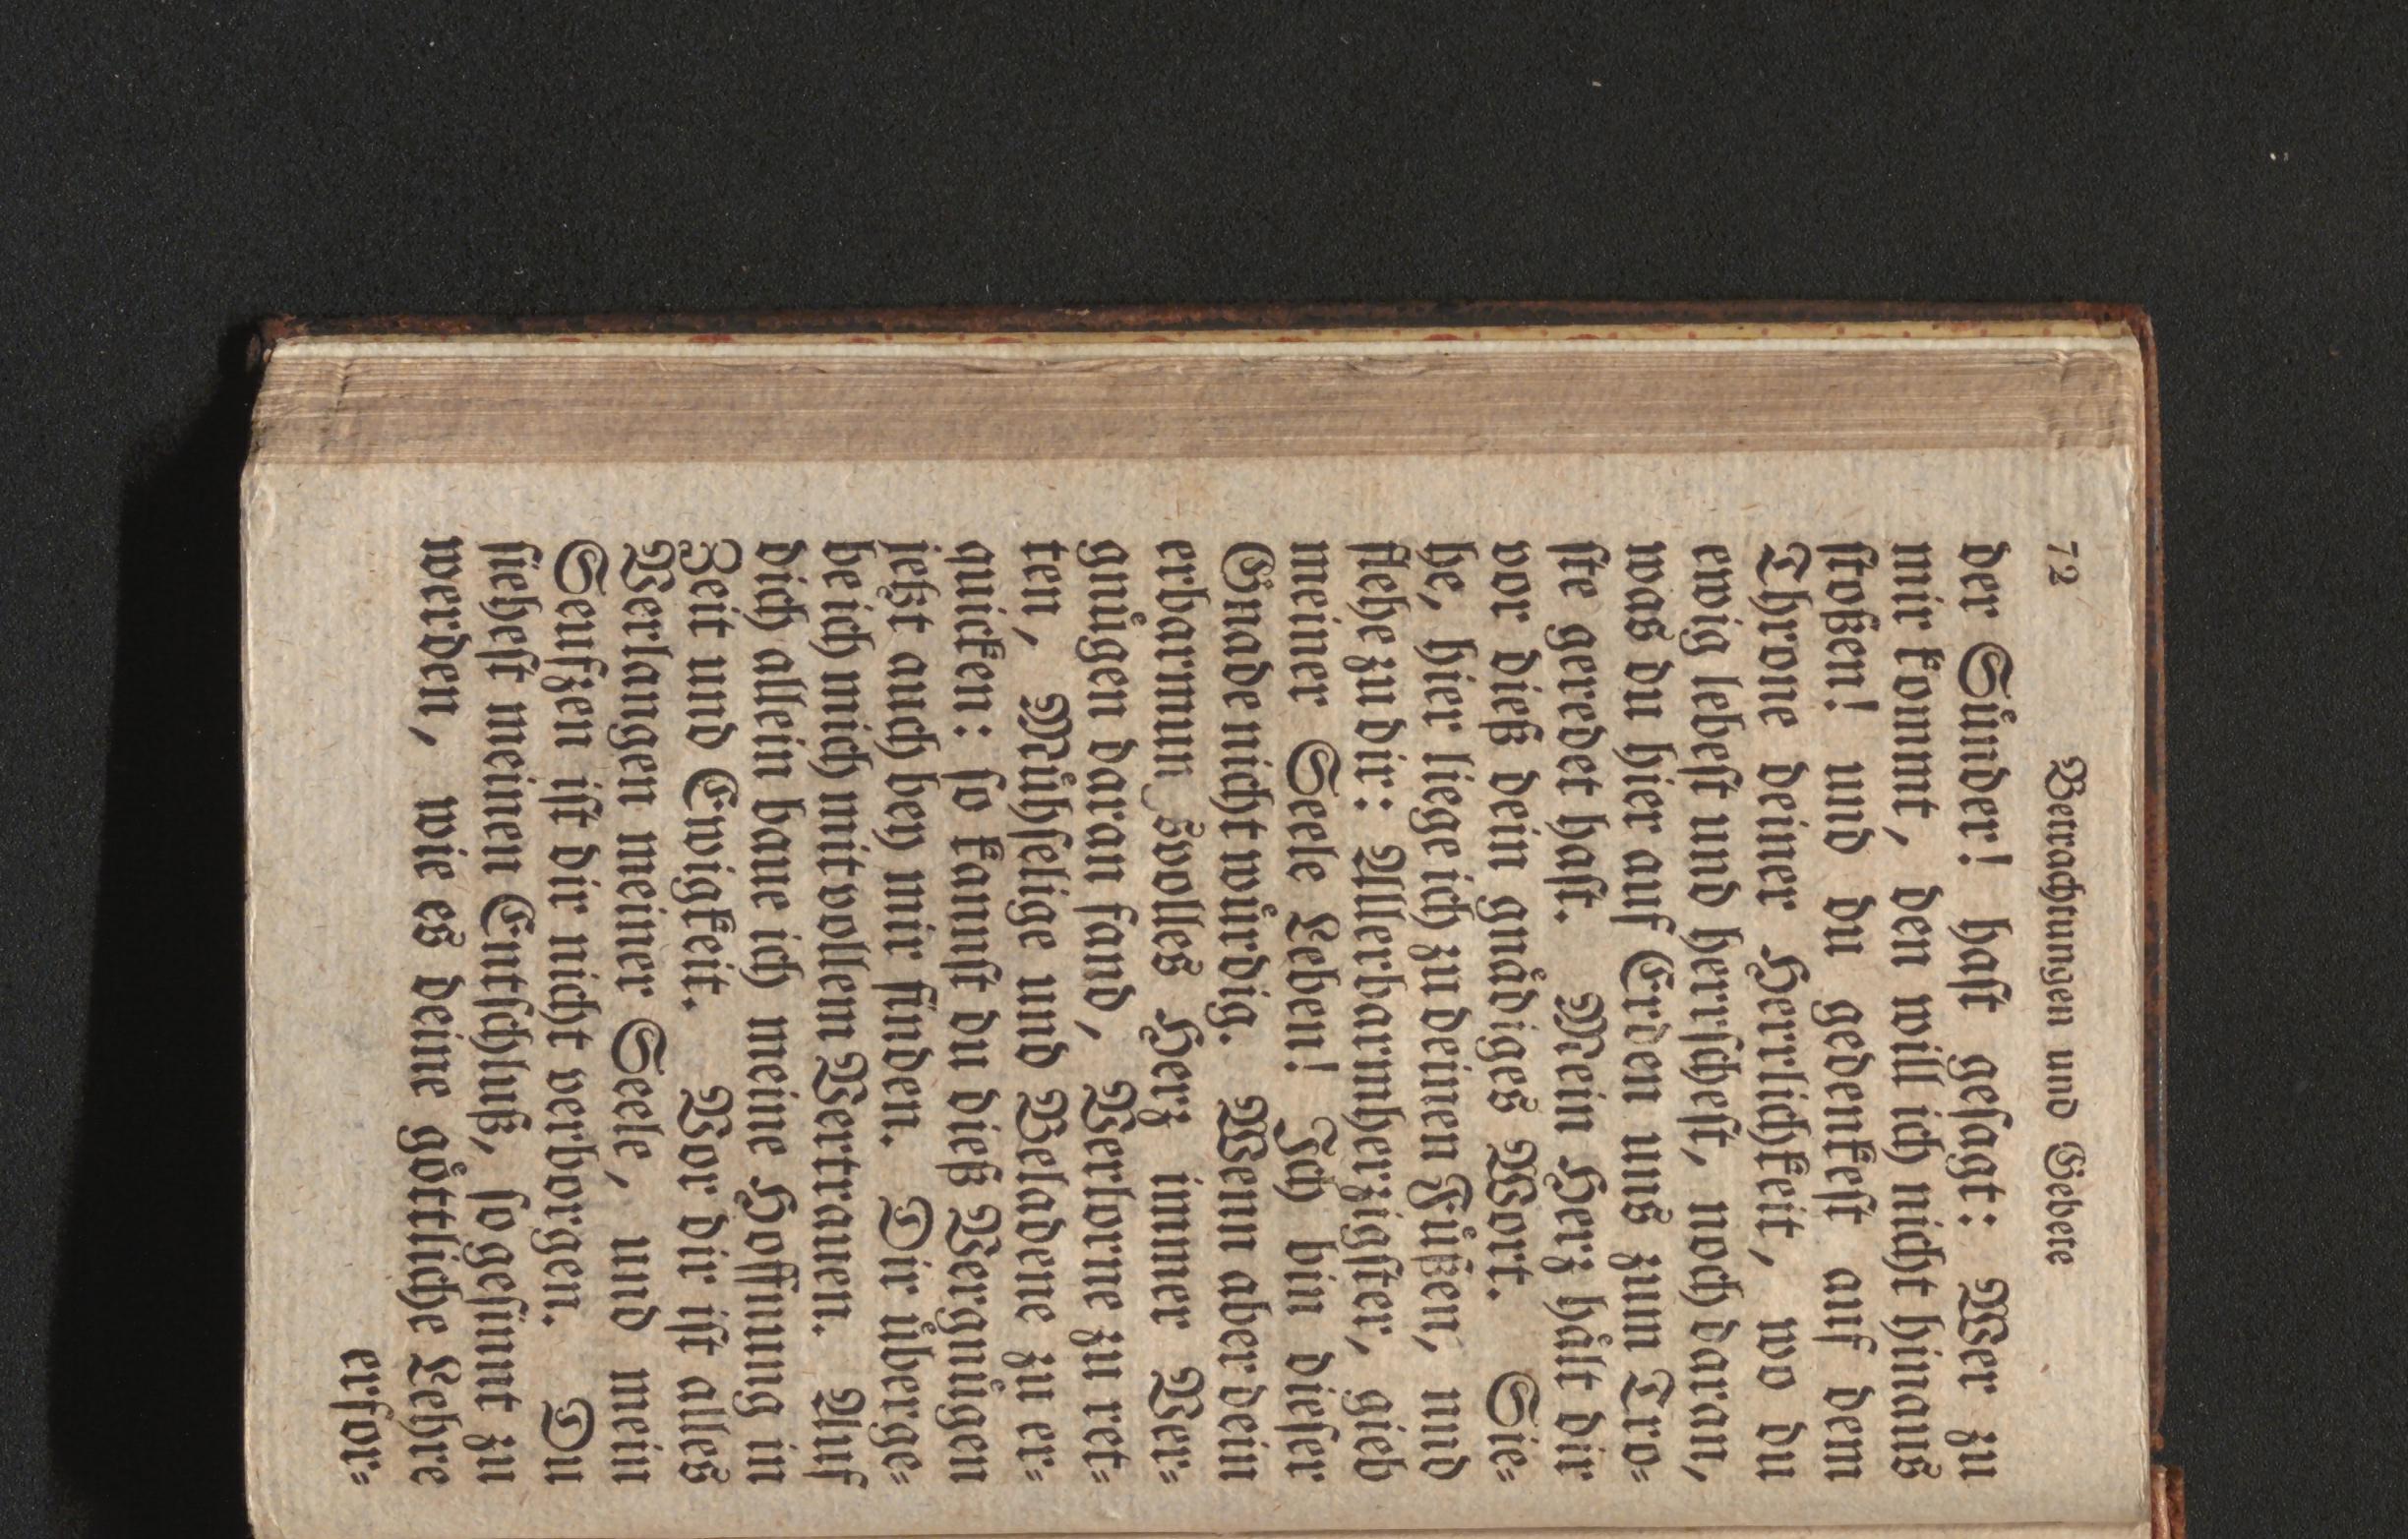 72 Betrachtungen und Gebete
der Sünder! hast gesagt: Wer zu
mir kommt, den will ich nicht hinaus
stoßen! und du gedenkest auf dem
Throne deiner Herrlichkeit, wo du
ewig lebest und herrschest, noch daran,
was du hier auf Erden uns zum Tro-
ste geredet hast. Mein Herz hält dir
vor dieß dein gnädiges Wort. Sie-
he, hier liege ich zu deinen Füßen, und
flehe zu dir: Allerbarmherzigster, gieb
meiner Seele Leben! Ich bin dieser
Gnade nicht würdig. Wenn aber dein
erbarmungsvolles Herz immer Ver-
gnügen daran fand, Verlorne zu ret-
ten, Mühselige und Beladene zu er-
quicken: so kannst du dieß Vergnügen
jetzt auch bey mir finden. Dir überge-
be ich mich mit vollem Vertrauen. Auf
dich allein baue ich meine Hoffnung in
Zeit und Ewigkeit. Vor dir ist alles
Verlangen meiner Seele, und mein
Seufzen ist dir nicht verborgen. Du
siehest meinen Entschluß, so gesinnt zu
werden, wie es deine göttliche Lehre
erfor-